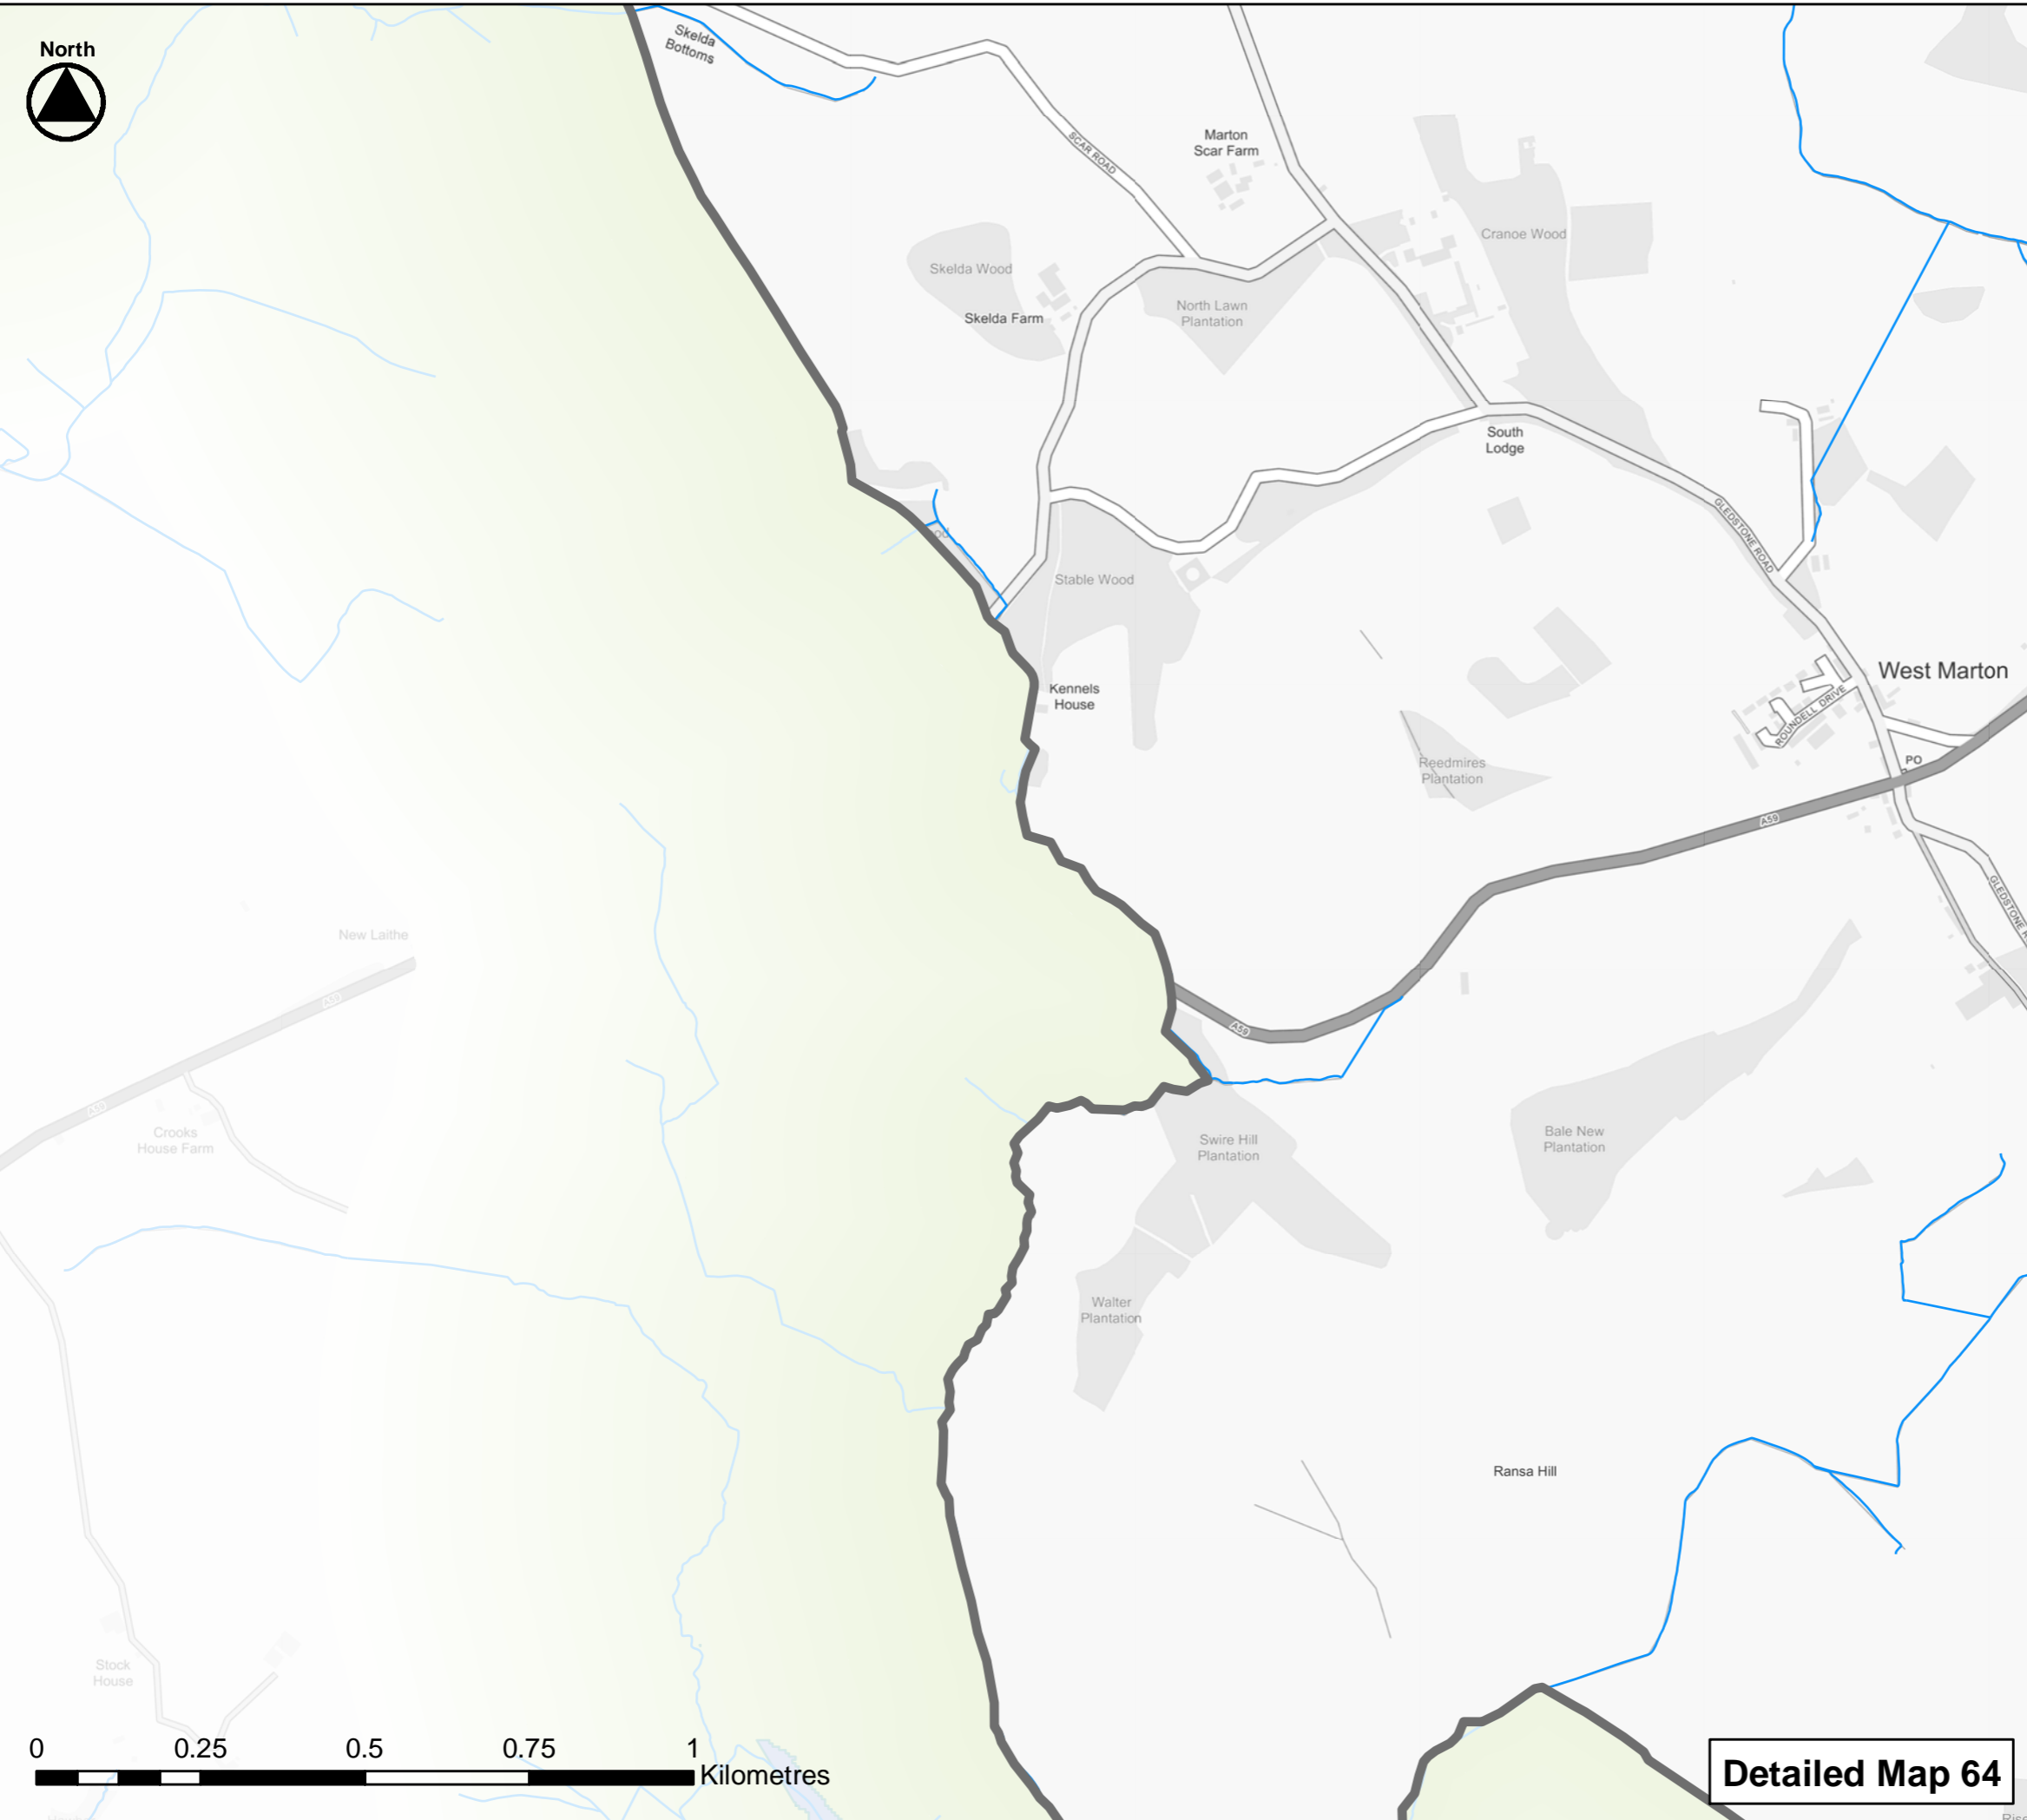 North
Skelda
Bottoms
SCAR ROAD
Marton
Scar Farm
Cranoe Wood
Skelda Wood
Skelda Farm
North Lawn
Plantation
South
Lodge
GLEDSTONE ROAD
Stable Wood
Kennels
House
West Marton
ROUNDELL DRIVE
PO
Reedmires
Plantation
A59
GLEDSTONE R
New Laithe
A59
A59
A59
Crooks
House Farm
Swire Hill
Plantation
Bale New
Plantation
Walter
Plantation
Ransa Hill
Stock
House
0 0.25 0.5 0.75 1
Kilometres
Detailed Map 64